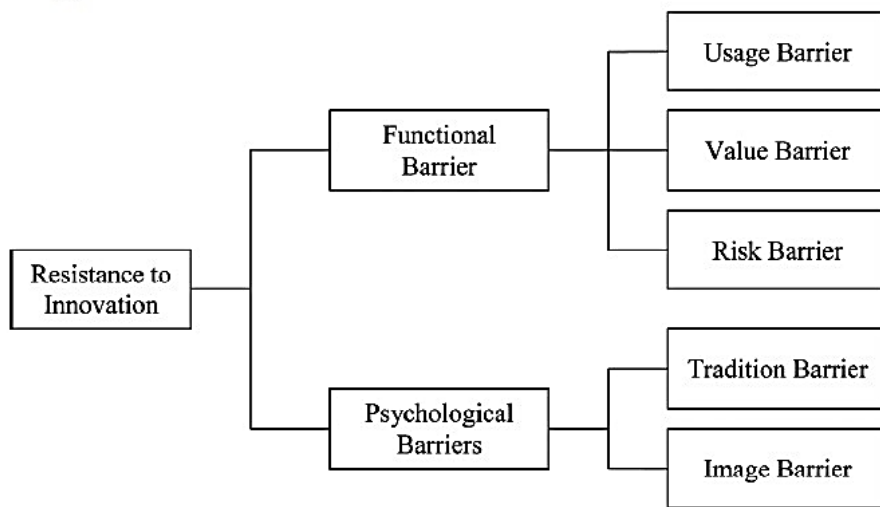 Resistance to
Innovation
Functional
Barrier
Usage Barrier
Value Barrier
Risk Barrier
Psychological
Barriers
Tradition Barrier
Image Barrier